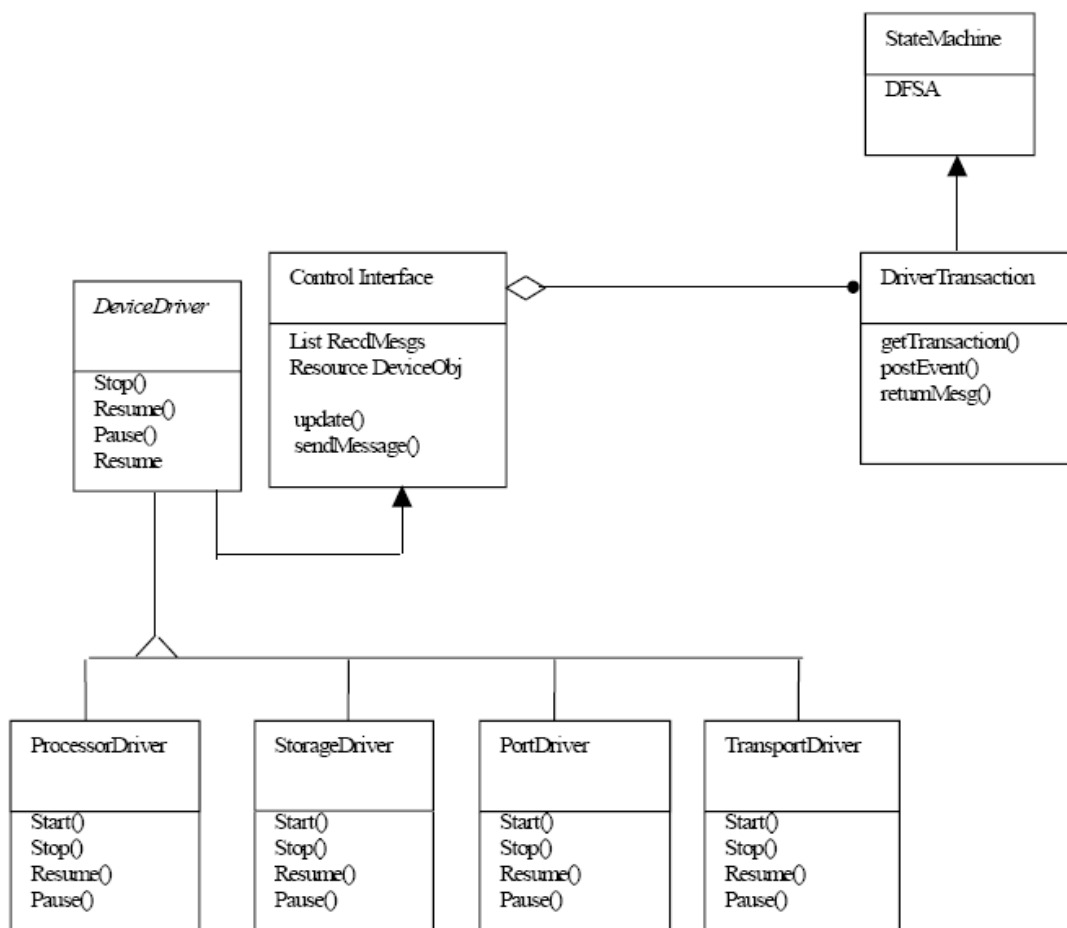 StateMachine
DFSA
Control Interface
List RecdMesgs
Resource DeviceObj
update()
sendMessage()
DriverTransaction
getTransaction()
postEvent()
returnMesg()
DeviceDriver
Stop()
Resume()
Pause()
Resume
ProcessorDriver
Start()
Stop()
Resume()
Pause()
StorageDriver
Start()
Stop()
Resume()
Pause()
PortDriver
Start()
Stop()
Resume()
Pause()
TransportDriver
Start()
Stop()
Resume()
Pause()